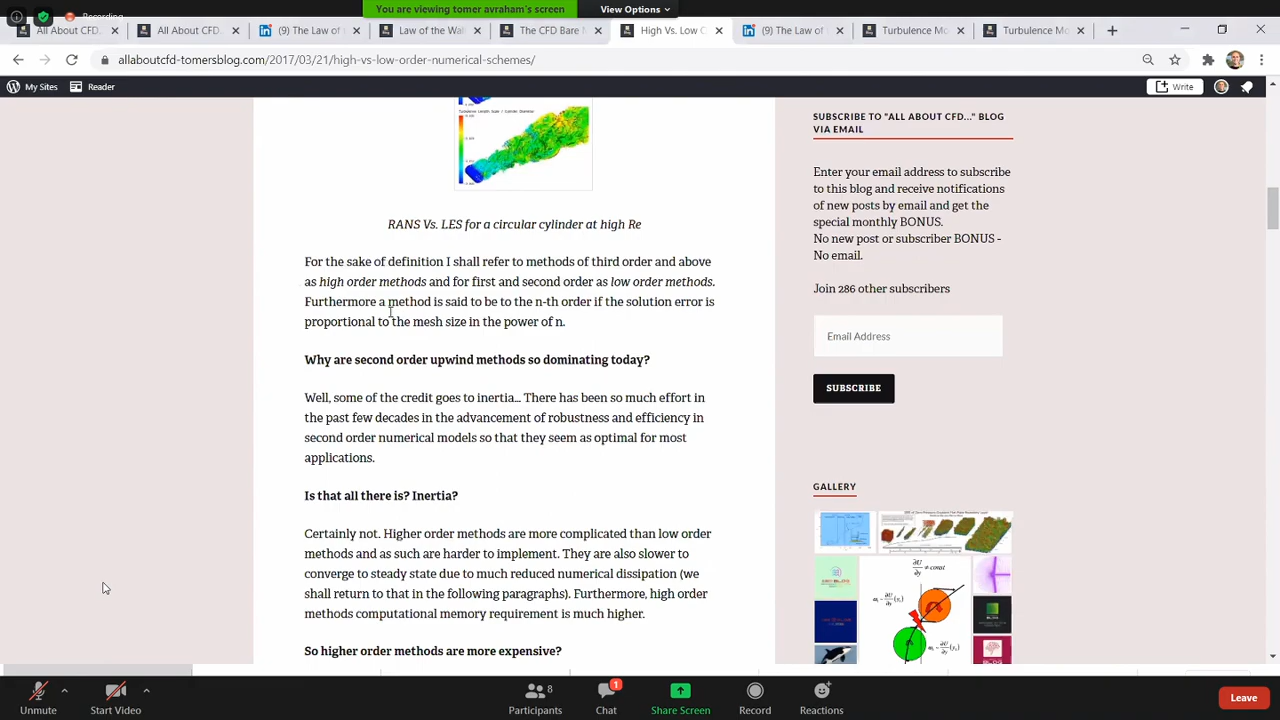 Recording
You are viewing tomer avraham's screen
View Options
All About CFD.
All About CFD.
(9) The Law of
Law of the Wa
The CFD Bare
High Vs. Low C
(9) The Law of
Turbulence Mo
Turbulence Mo
allaboutcfd-tomersblog.com/2017/03/21/high-vs-low-order-numerical-schemes/
My Sites
Reader
Write
RANS Vs. LES for a circular cylinder at high Re
For the sake of definition I shall refer to methods of third order and above
as high order methods and for first and second order as low order methods.
Furthermore a method is said to be to the n-th order if the solution error is
proportional to the mesh size in the power of n.
Why are second order upwind methods so dominating today?
Well, some of the credit goes to inertia... There has been so much effort in
the past few decades in the advancement of robustness and efficiency in
second order numerical models so that they seem as optimal for most
applications.
Is that all there is? Inertia?
Certainly not. Higher order methods are more complicated than low order
methods and as such are harder to implement. They are also slower to
converge to steady state due to much reduced numerical dissipation (we
shall return to that in the following paragraphs). Furthermore, high order
methods computational memory requirement is much higher.
So higher order methods are more expensive?
SUBSCRIBE TO "ALL ABOUT CFD..." BLOG
VIA EMAIL
Enter your email address to subscribe
to this blog and receive notifications
of new posts by email and get the
special monthly BONUS.
No new post or subscriber BONUS -
No email.
Join 286 other subscribers
Email Address
SUBSCRIBE
GALLERY
Unmute
Start Video
8
Participants
1
Chat
Share Screen
Record
Reactions
Leave